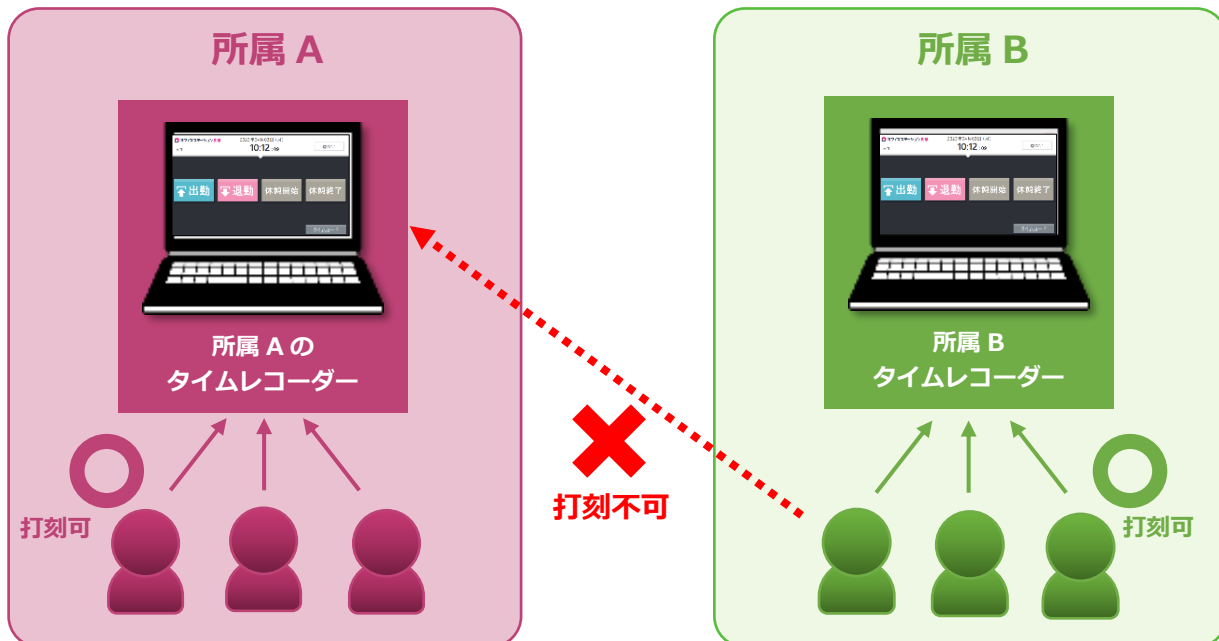 所属 A
10:12
出勤
退勤
休憩開始
休憩終了
所属 A の
タイムレコーダー
打刻可
打刻不可
所属 B
10:12
出勤
退勤
休憩開始
休憩終了
所属 B
タイムレコーダー
打刻可